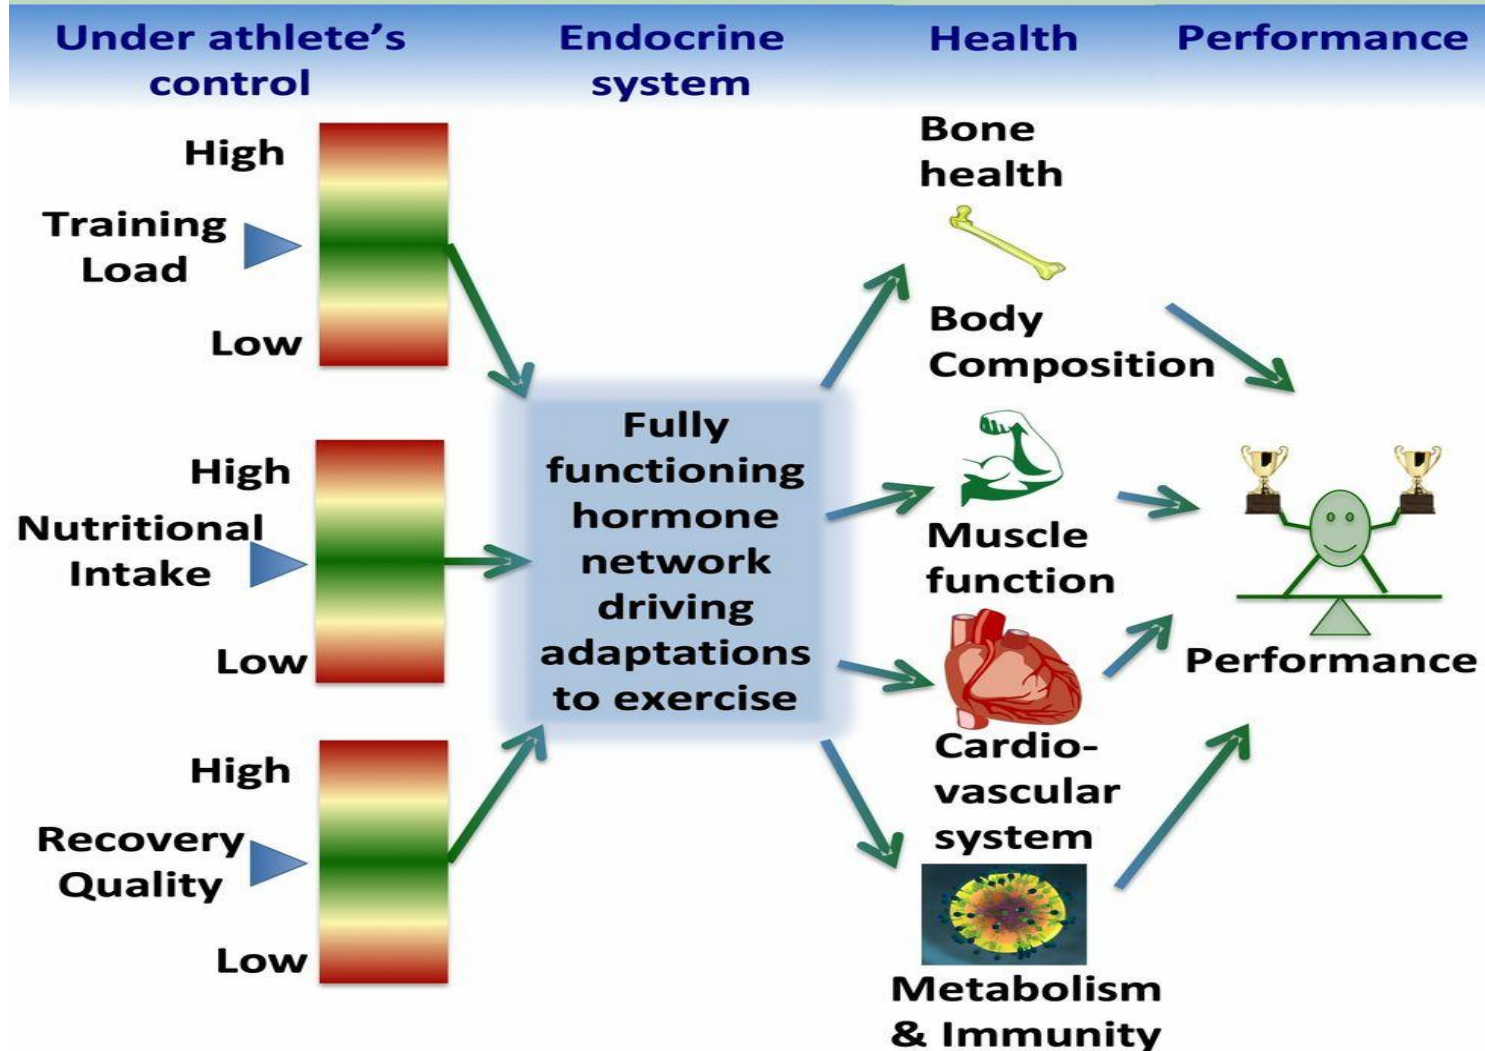 Under athlete's
control
Endocrine
system
Health
Performance
High
Training
Load
Low
High
Nutritional
Intake
Low
High
Recovery
Quality
Low
Fully
functioning
hormone
network
driving
adaptations
to exercise
Bone
health
Body
Composition
Muscle
function
Cardio-
vascular
system
Metabolism
& Immunity
Performance